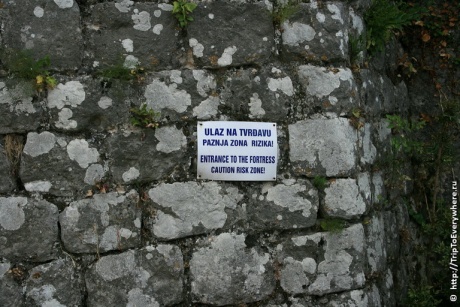 ULAZ NA TVRĐAVU
PAZNJA ZONA RIZIKA!
ENTRANCE TO THE FORTRESS
CAUTION RISK ZONE!
© http://TripToEverywhere.ru